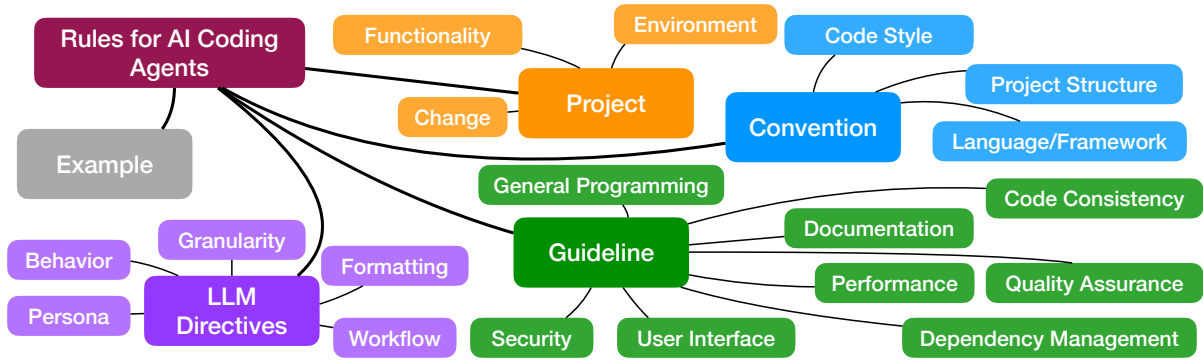 Rules for AI Coding
Agents
Functionality
Environment
Change
Project
Code Style
Project Structure
Convention
Language/Framework
Example
General Programming
Code Consistency
Documentation
Guideline
Quality Assurance
Performance
Security
User Interface
Dependency Management
Granularity
Behavior
Formatting
Persona
LLM
Directives
Workflow